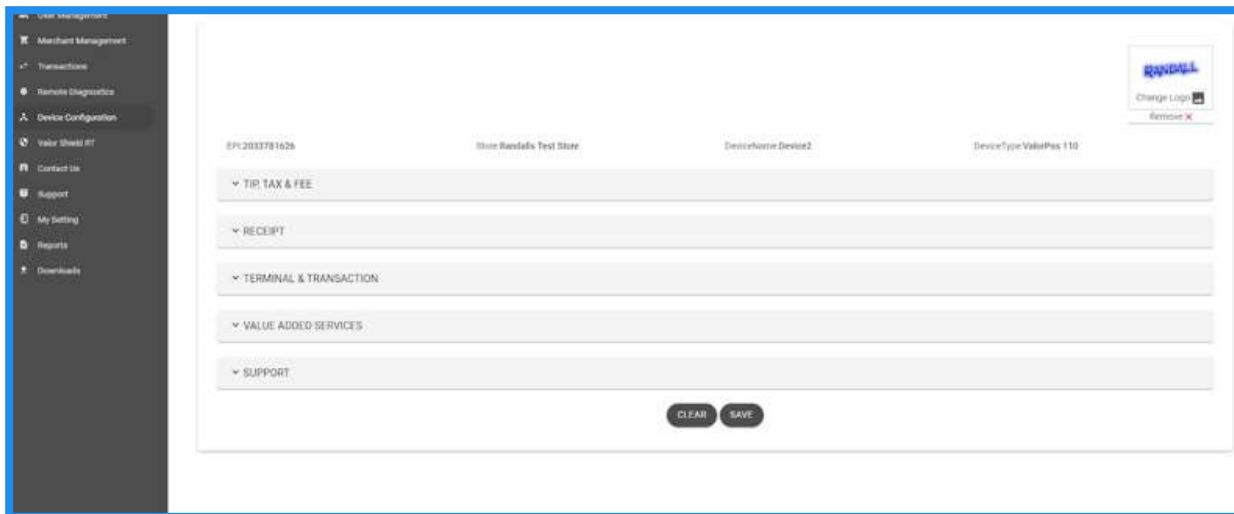 User Management
Merchant Management
Transactions
Remote Diagnostics
Device Configuration
Valor Shield RT
Contact Us
Support
My Setting
Reports
Downloads
RANDALL
Change Logo
Remove X
EPI:2033781626 Store:Randalls Test Store DeviceName:Device2 DeviceType:ValorPos 110
TIP, TAX & FEE
RECEIPT
TERMINAL & TRANSACTION
VALUE ADDED SERVICES
SUPPORT
CLEAR SAVE